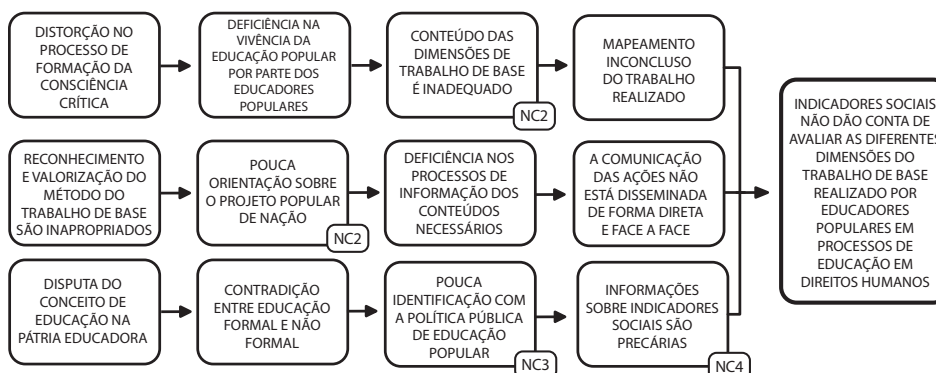 DISTORÇÃO NO
PROCESSO DE
FORMAÇÃO DA
CONSCIÊNCIA
CRÍTICA
DEFICIÊNCIA NA
VIVÊNCIA DA
EDUCAÇÃO POPULAR
POR PARTE DOS
EDUCADORES
POPULARES
CONTEÚDO DAS
DIMENSÕES DE
TRABALHO DE BASE
É INADEQUADO
NC2
MAPEAMENTO
INCONCLUSO
DO TRABALHO
REALIZADO
RECONHECIMENTO
E VALORIZAÇÃO DO
MÉTODO DO
TRABALHO DE BASE
SÃO INAPROPRIADOS
POUCA
ORIENTAÇÃO SOBRE
O PROJETO POPULAR
DE NAÇÃO
NC2
DEFICIÊNCIA NOS
PROCESSOS DE
INFORMAÇÃO DOS
CONTEÚDOS
NECESSÁRIOS
A COMUNICAÇÃO
DAS AÇÕES NÃO
ESTÁ DISSEMINADA
DE FORMA DIRETA
E FACE A FACE
DISPUTA DO
CONCEITO DE
EDUCAÇÃO NA
PÁTRIA EDUCADORA
CONTRADIÇÃO
ENTRE EDUCAÇÃO
FORMAL E NÃO
FORMAL
POUCA
IDENTIFICAÇÃO COM
A POLÍTICA PÚBLICA
DE EDUCAÇÃO
POPULAR
NC3
INFORMAÇÕES
SOBRE INDICADORES
SOCIAIS SÃO
PRECÁRIAS
NC4
INDICADORES SOCIAIS
NÃO DÃO CONTA DE
AVALIAR AS DIFERENTES
DIMENSÕES DO
TRABALHO DE BASE
REALIZADO POR
EDUCADORES
POPULARES EM
PROCESSOS DE
EDUCAÇÃO EM
DIREITOS HUMANOS